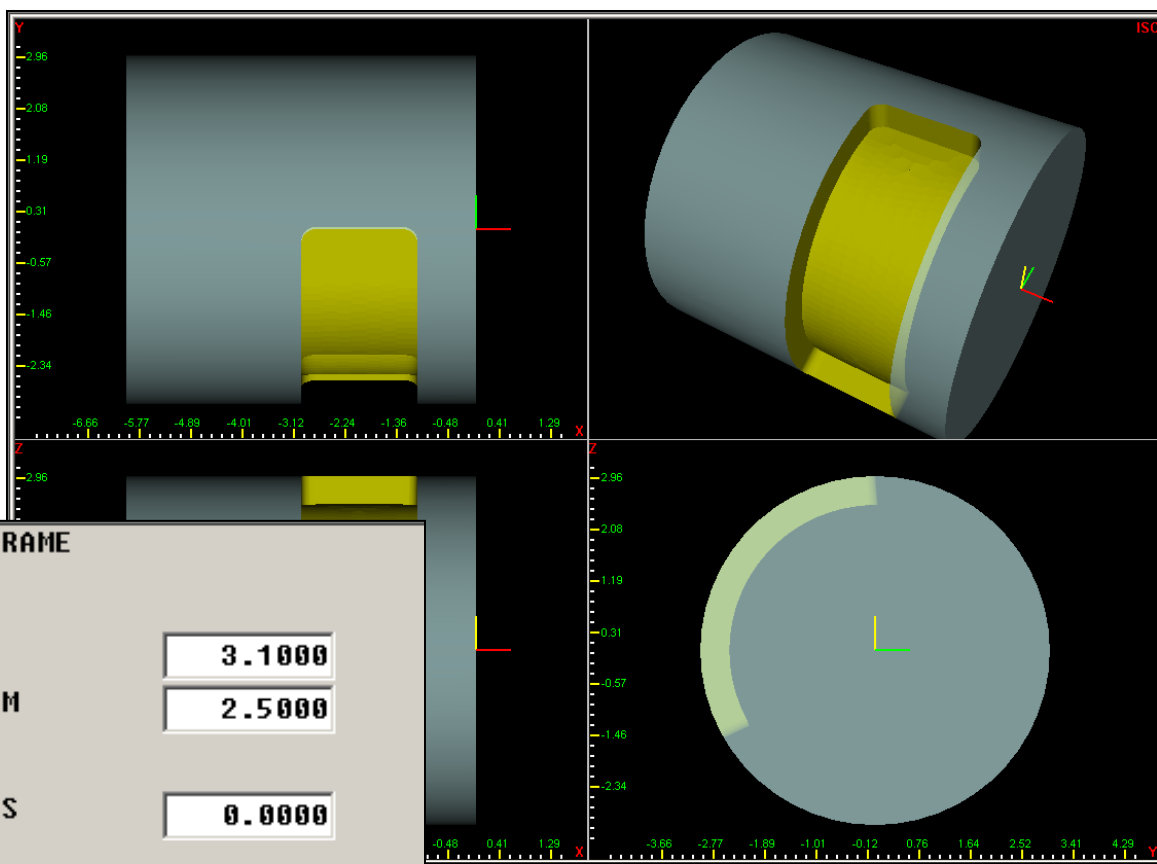 Y
ISO
2.96
2.08
1.19
0.31
-0.57
-1.46
-2.34
-6.66 -5.77 -4.89 -4.01 -3.12 -2.24 -1.36 -0.48 0.41 1.29 X
Z
2.96
Z
2.96
2.08
1.19
0.31
-0.57
-1.46
-2.34
RAME
3.1000
M 2.5000
S 0.0000
-0.48 0.41 1.29 X
-3.66 -2.77 -1.89 -1.01 -0.12 0.76 1.64 2.52 3.41 4.29 Y